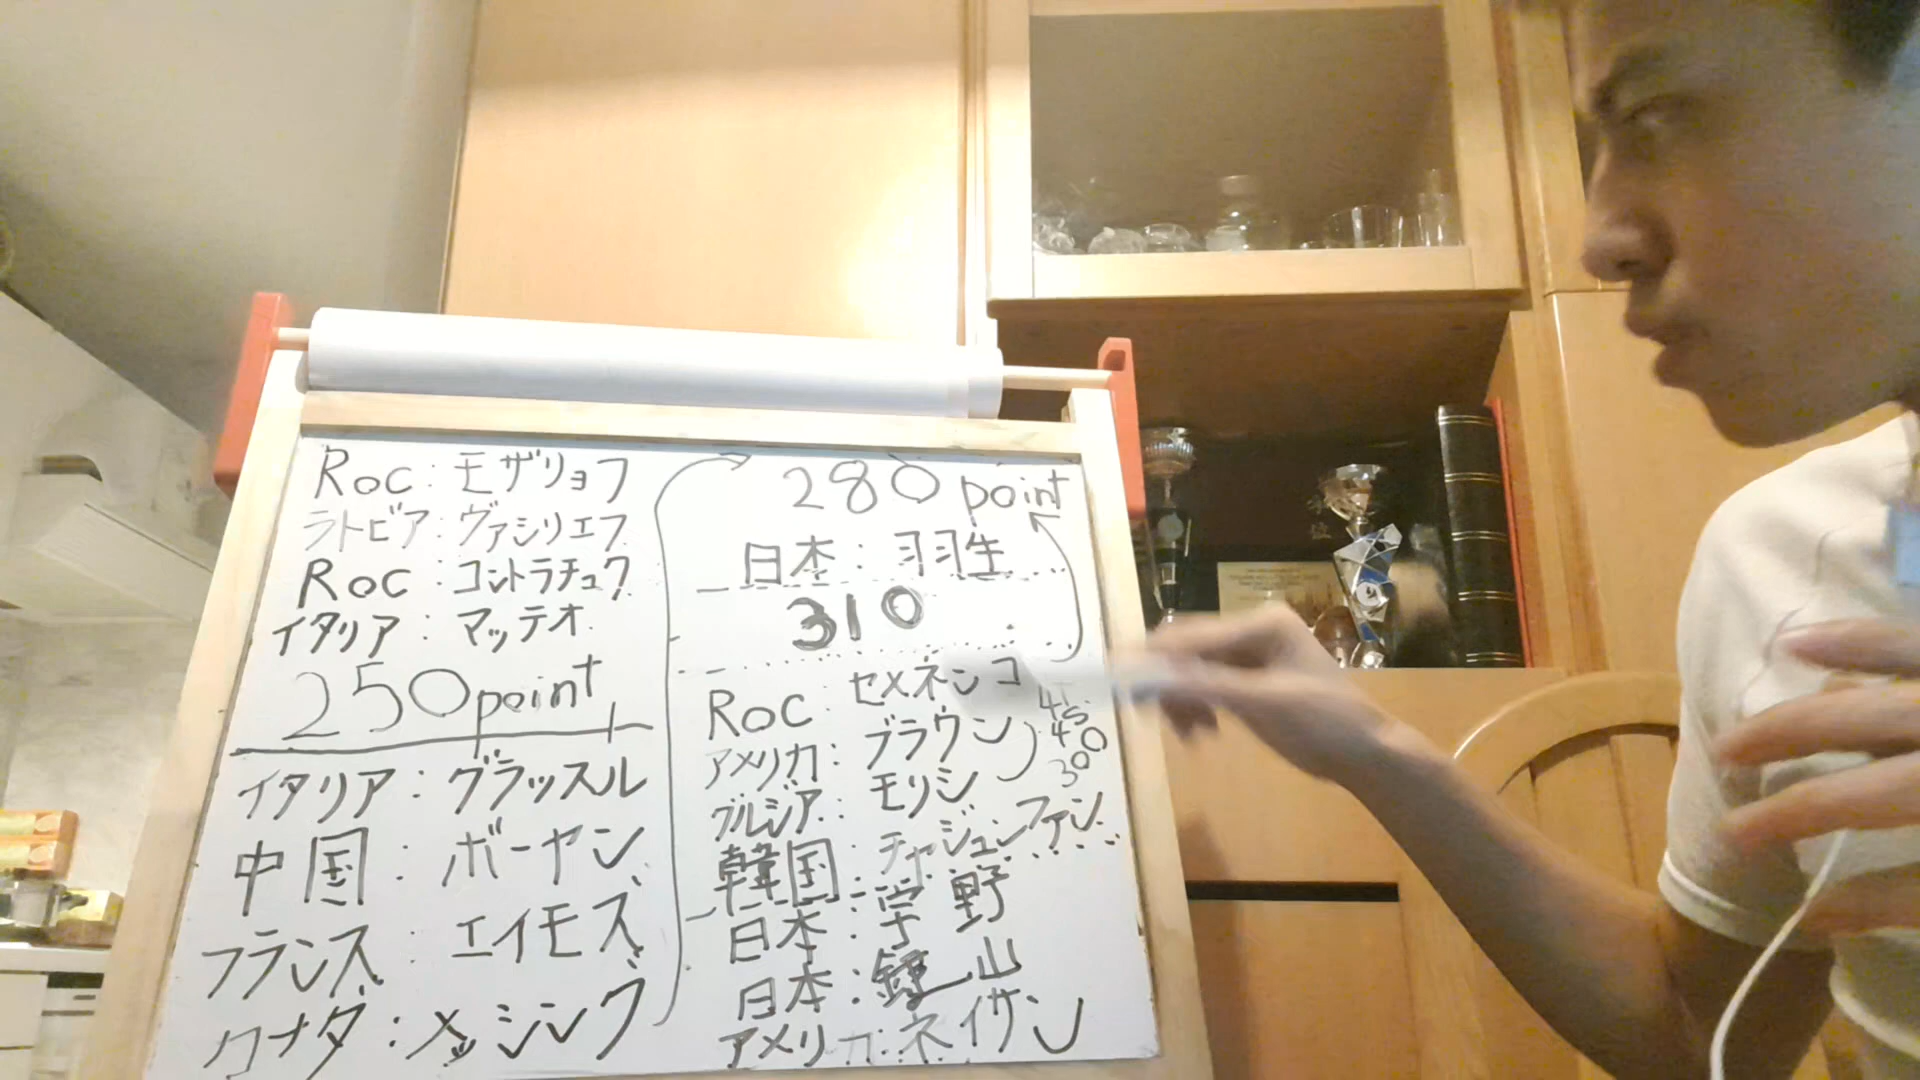 Roc：モザリョフ
ラトビア：ヴァシリエフ
Roc：コントラチュク
イタリア：マッテオ
250point
イタリア：グラッスル
中国：ボーヤン
フランス：エイモズ
カナダ：メッシング
280 point
日本：羽生
310
Roc：セメネンコ
アメリカ：ブラウン
グルジア：モリシ
45
40
300
韓国：チャジュンファン
日本：宇野
日本：鍵山
アメリカ：ネイサン